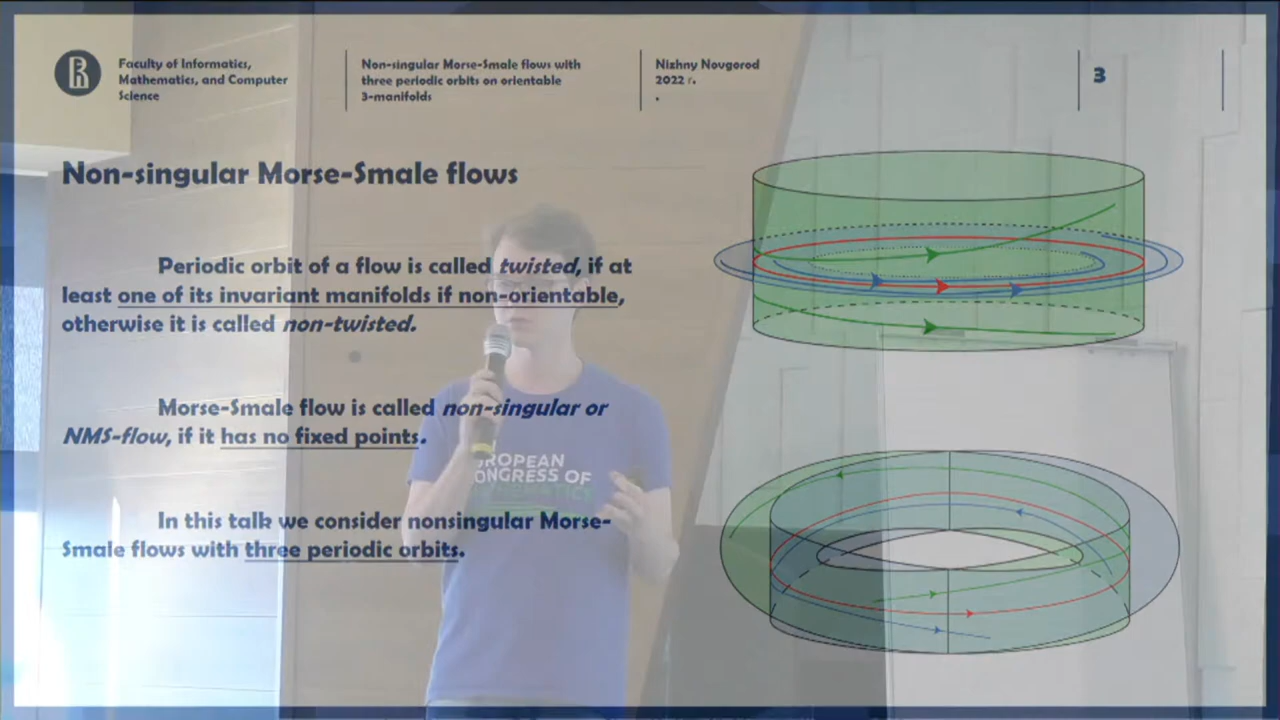 Faculty of Informatics,
Mathematics, and Computer
Science
Non-singular Morse-Smale flows with
three periodic orbits on orientable
3-manifolds
Nizhny Novgorod
2022 г.
.
3
Non-singular Morse-Smale flows
Periodic orbit of a flow is called twisted, if at
least one of its invariant manifolds if non-orientable,
otherwise it is called non-twisted.
Morse-Smale flow is called non-singular or
NMS-flow, if it has no fixed points.
In this talk we consider nonsingular Morse-
Smale flows with three periodic orbits.
ROPEAN
ONGRESS OF